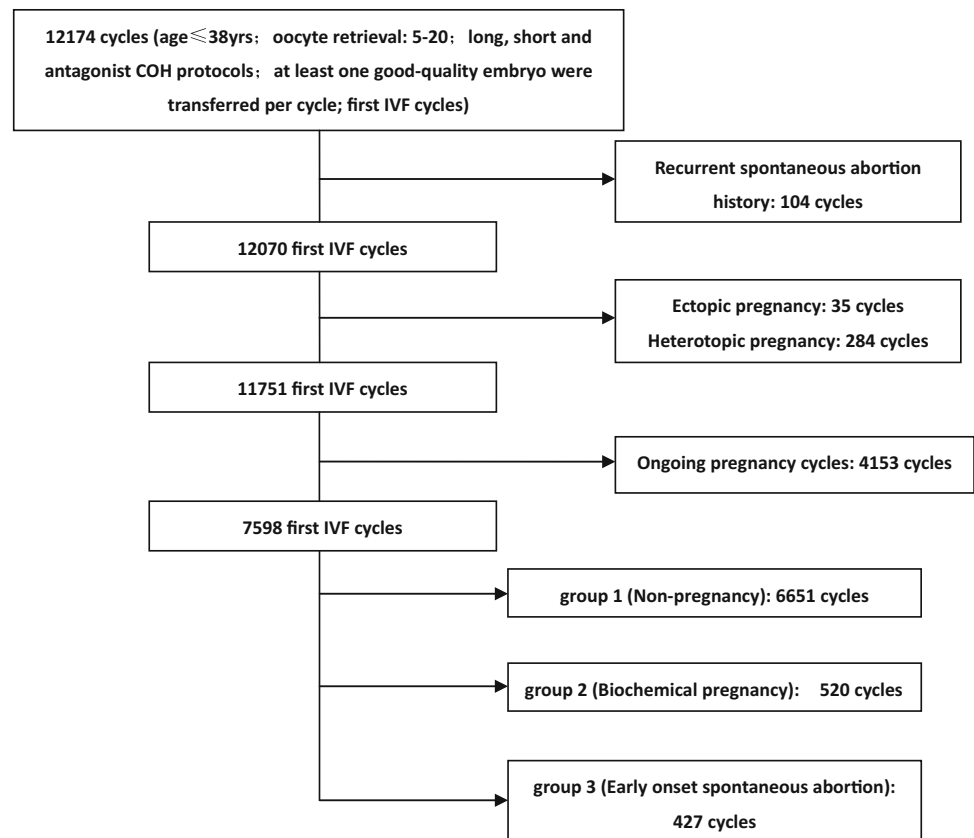 12174 cycles (age≤38yrs；oocyte retrieval: 5-20；long, short and
antagonist COH protocols；at least one good-quality embryo were
transferred per cycle; first IVF cycles)
Recurrent spontaneous abortion
history: 104 cycles
12070 first IVF cycles
Ectopic pregnancy: 35 cycles
Heterotopic pregnancy: 284 cycles
11751 first IVF cycles
Ongoing pregnancy cycles: 4153 cycles
7598 first IVF cycles
group 1 (Non-pregnancy): 6651 cycles
group 2 (Biochemical pregnancy): 520 cycles
group 3 (Early onset spontaneous abortion):
427 cycles